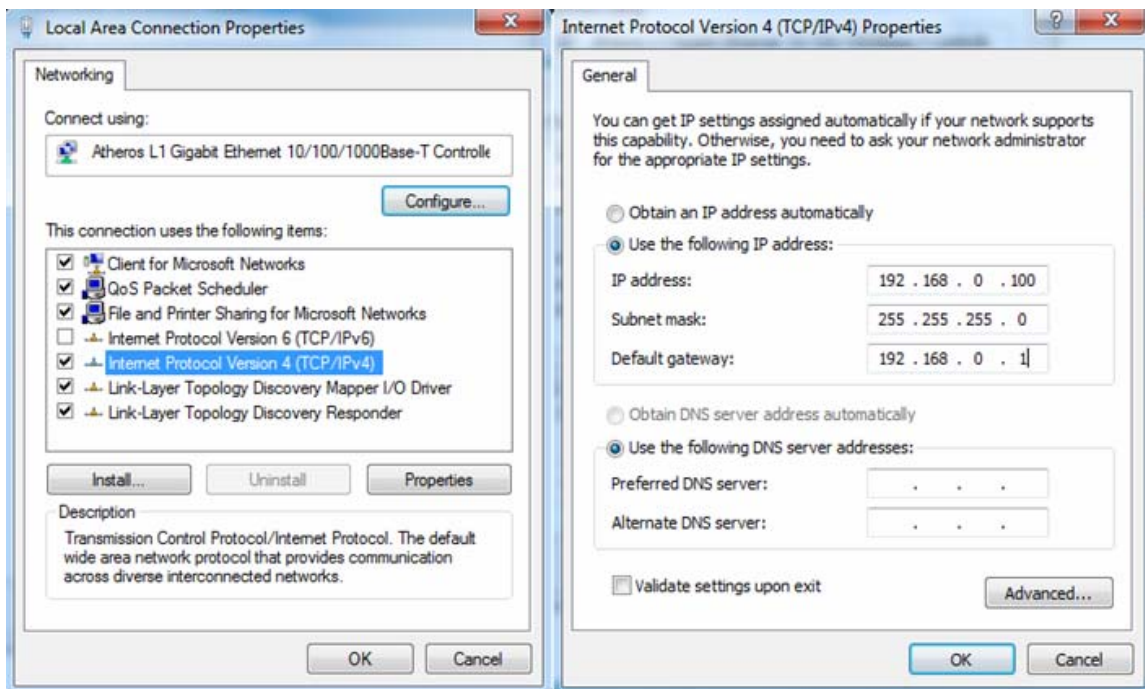 Local Area Connection Properties
Networking
Connect using:
Atheros L1 Gigabit Ethernet 10/100/1000Base-T Controlle
Configure...
This connection uses the following items:
Client for Microsoft Networks
QoS Packet Scheduler
File and Printer Sharing for Microsoft Networks
Internet Protocol Version 6 (TCP/IPv6)
Internet Protocol Version 4 (TCP/IPv4)
Link-Layer Topology Discovery Mapper I/O Driver
Link-Layer Topology Discovery Responder
Install...
Uninstall
Properties
Description
Transmission Control Protocol/Internet Protocol. The default
wide area network protocol that provides communication
across diverse interconnected networks.
OK
Cancel
Internet Protocol Version 4 (TCP/IPv4) Properties
General
You can get IP settings assigned automatically if your network supports
this capability. Otherwise, you need to ask your network administrator
for the appropriate IP settings.
Obtain an IP address automatically
Use the following IP address:
IP address: 192 . 168 . 0 . 100
Subnet mask: 255 . 255 . 255 . 0
Default gateway: 192 . 168 . 0 . 1
Obtain DNS server address automatically
Use the following DNS server addresses:
Preferred DNS server: . . .
Alternate DNS server: . . .
Validate settings upon exit
Advanced...
OK
Cancel